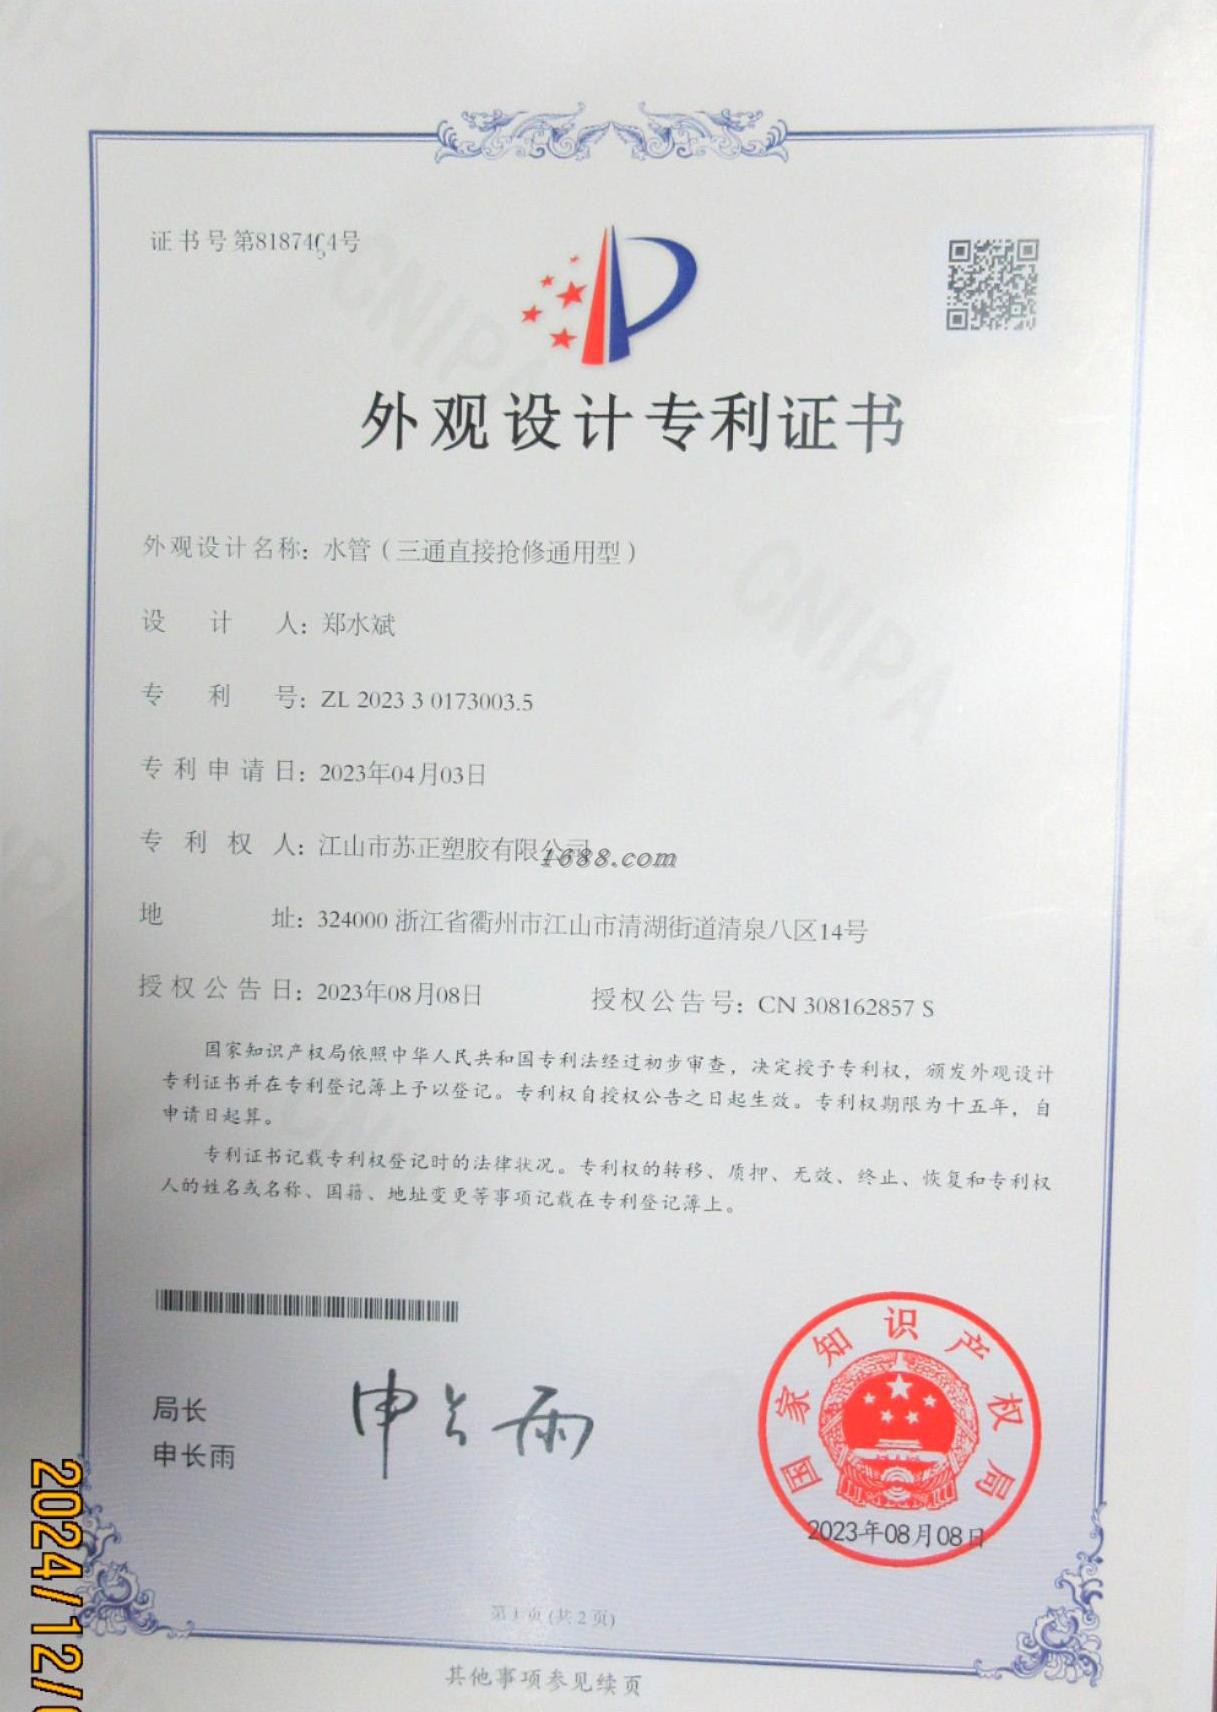 证书号第8187454号
外观设计专利证书
外观设计名称：水管（三通直接抢修通用型）
设计人：郑水斌
专利号：ZL 2023 3 0173003.5
专利申请日：2023年04月03日
专利权人：江山市苏正塑胶有限公司
1688.com
地址：324000 浙江省衢州市江山市清湖街道清泉八区14号
授权公告日：2023年08月08日 授权公告号：CN 308162857 S
国家知识产权局依照中华人民共和国专利法经过初步审查，决定授予专利权，颁发外观设计
专利证书并在专利登记簿上予以登记。专利权自授权公告之日起生效。专利权期限为十五年，自
申请日起算。
专利证书记载专利权登记时的法律状况。专利权的转移、质押、无效、终止、恢复和专利权
人的姓名或名称、国籍、地址变更等事项记载在专利登记簿上。
局长
申长雨
申长雨
国家知识产权局
2023年08月08日
第1页(共2页)
其他事项参见续页
2024/12/
CNIPA
CNIPA